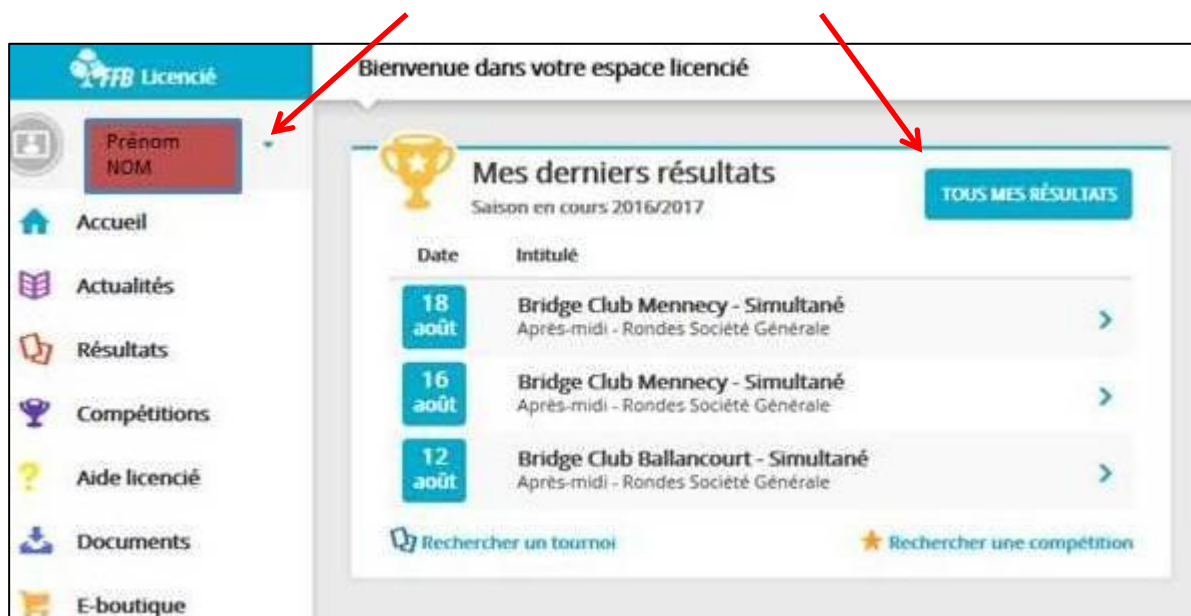 FFB Licencié
Bienvenue dans votre espace licencié
Prénom
NOM
Accueil
Actualités
Résultats
Compétitions
Aide licencié
Documents
E-boutique
Mes derniers résultats
Saison en cours 2016/2017
TOUS MES RÉSULTATS
Date Intitulé
18
août
Bridge Club Mennecy - Simultané
Après-midi - Rondes Société Générale
16
août
Bridge Club Mennecy - Simultané
Après-midi - Rondes Société Générale
12
août
Bridge Club Ballancourt - Simultané
Après-midi - Rondes Société Générale
Rechercher un tournoi
Rechercher une compétition